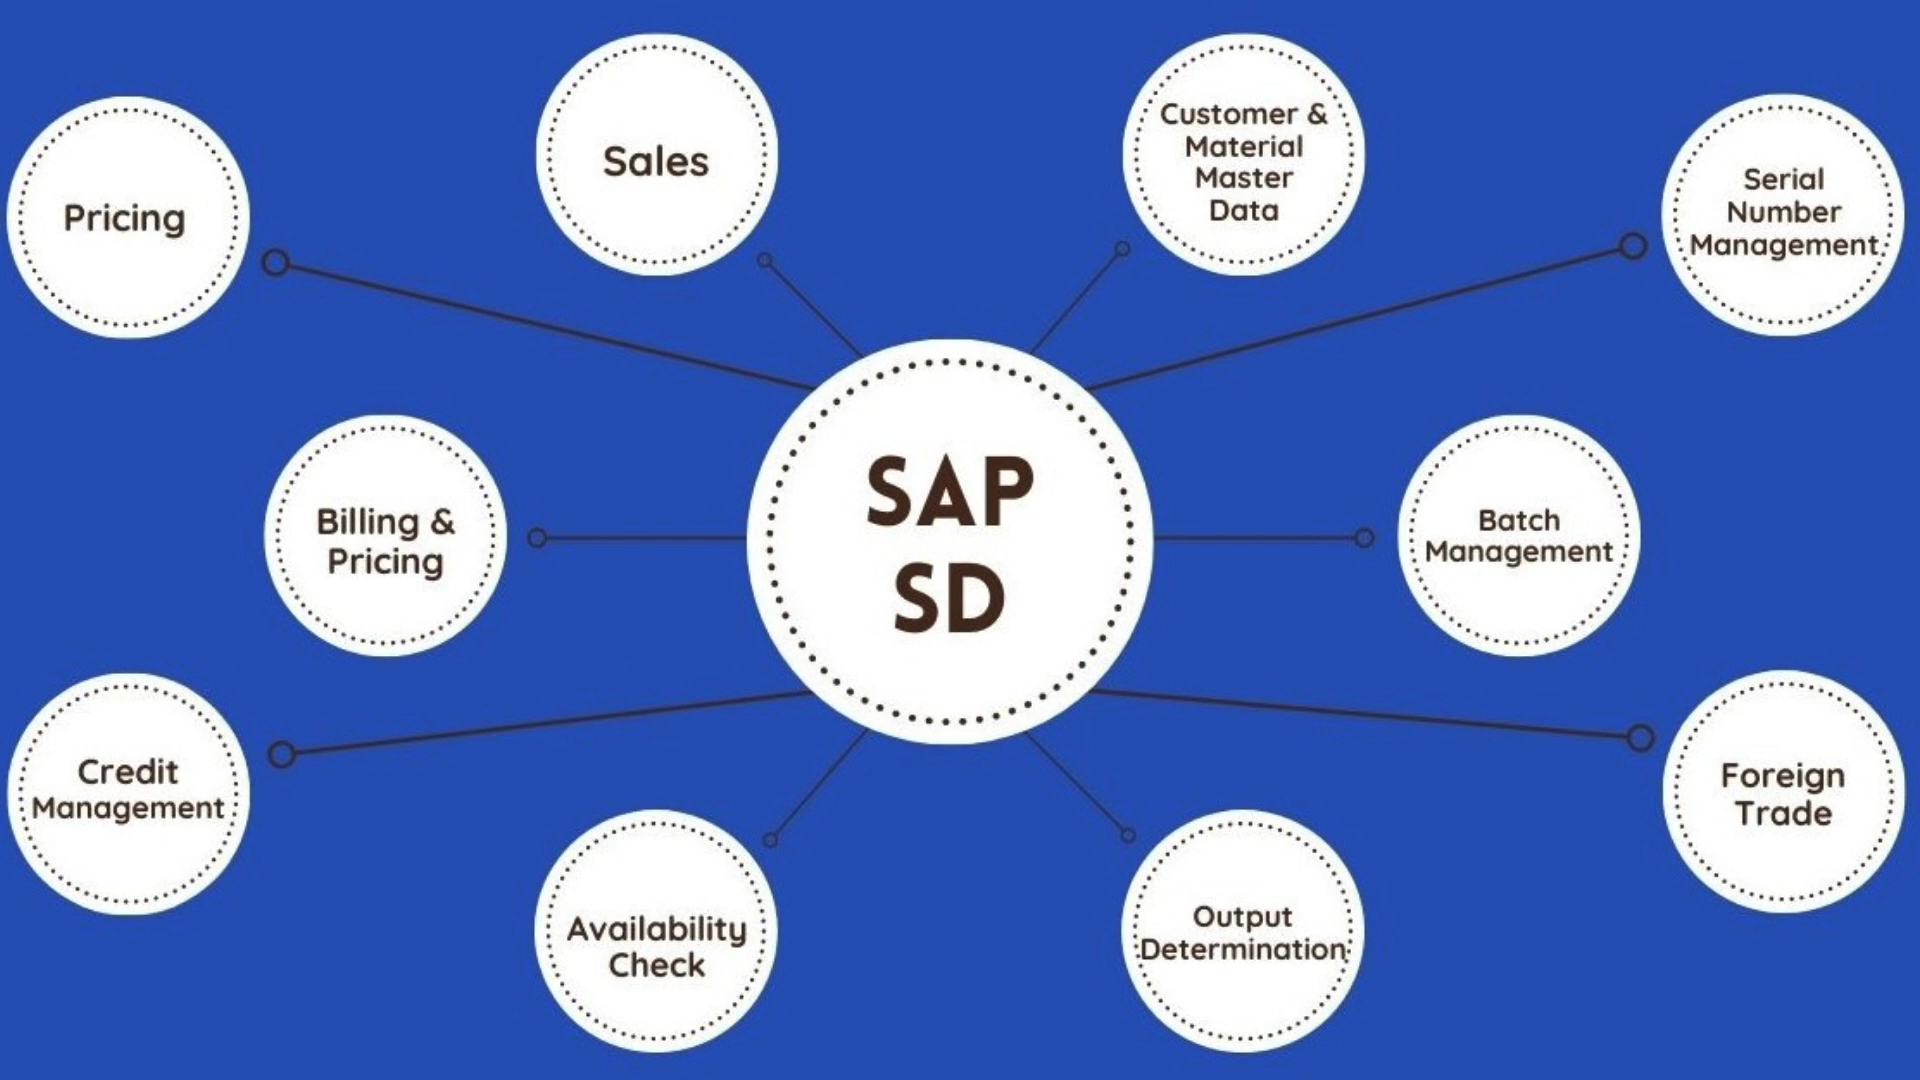 Pricing
Sales
Customer &
Material
Master
Data
Serial
Number
Management
Billing &
Pricing
SAP
SD
Batch
Management
Credit
Management
Availability
Check
Output
Determination
Foreign
Trade